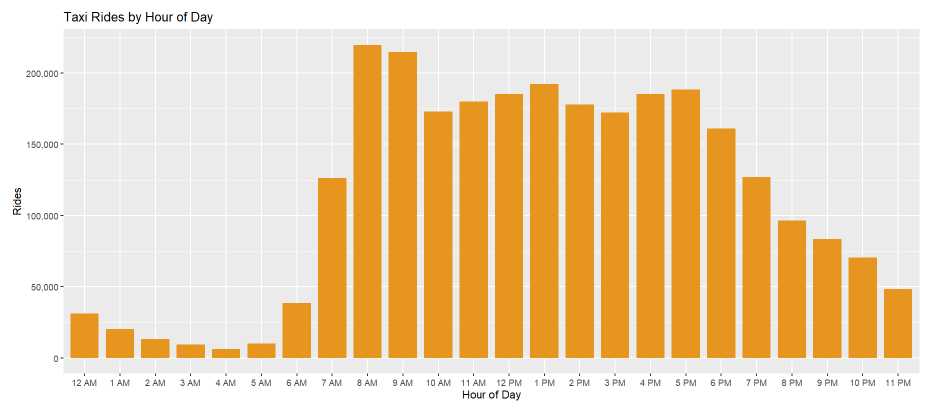 Taxi Rides by Hour of Day
Rides
200,000
150,000
100,000
50,000
0
12 AM 1 AM 2 AM 3 AM 4 AM 5 AM 6 AM 7 AM 8 AM 9 AM 10 AM 11 AM 12 PM 1 PM 2 PM 3 PM 4 PM 5 PM 6 PM 7 PM 8 PM 9 PM 10 PM 11 PM
Hour of Day